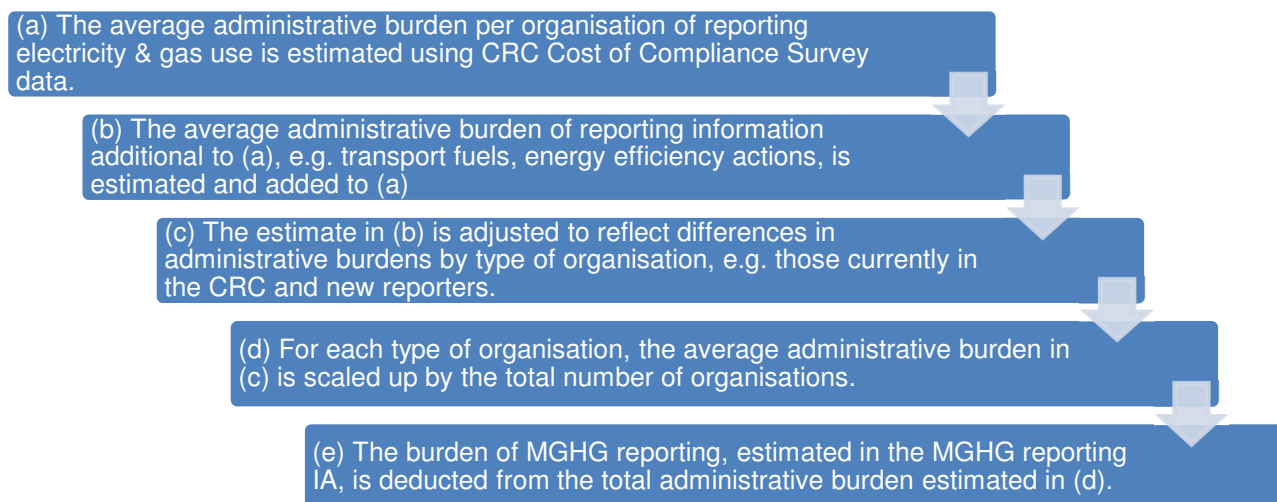 (a) The average administrative burden per organisation of reporting
electricity & gas use is estimated using CRC Cost of Compliance Survey
data.
(b) The average administrative burden of reporting information
additional to (a), e.g. transport fuels, energy efficiency actions, is
estimated and added to (a)
(c) The estimate in (b) is adjusted to reflect differences in
administrative burdens by type of organisation, e.g. those currently in
the CRC and new reporters.
(d) For each type of organisation, the average administrative burden in
(c) is scaled up by the total number of organisations.
(e) The burden of MGHG reporting, estimated in the MGHG reporting
IA, is deducted from the total administrative burden estimated in (d).